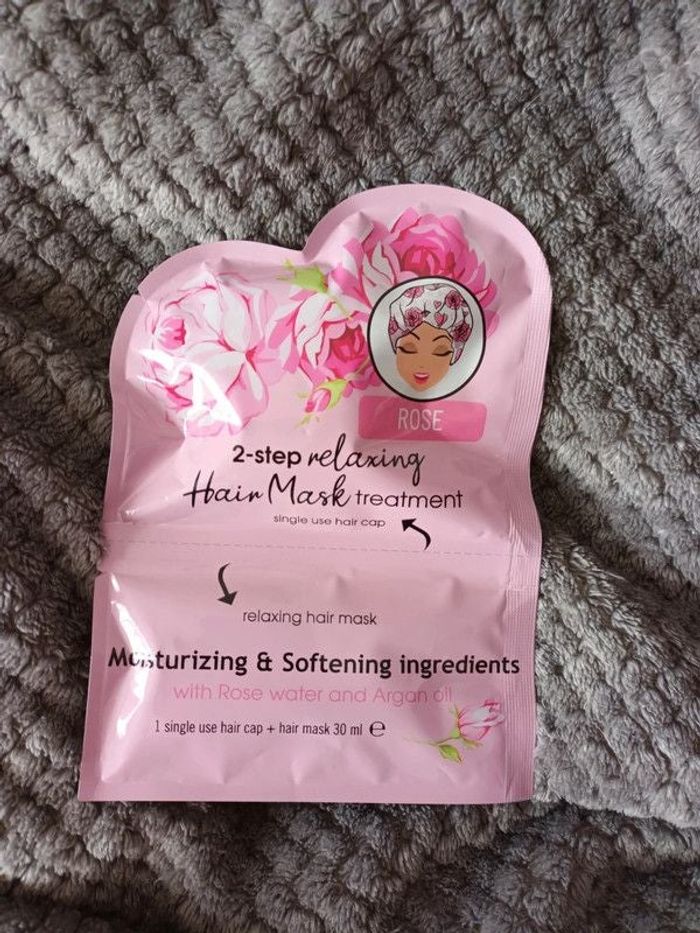 ROSE
2-step relaxing
Hair Mask treatment
single use hair cap
relaxing hair mask
Moisturizing & Softening ingredients
with Rose water and Argan oil
1 single use hair cap + hair mask 30 ml ℮